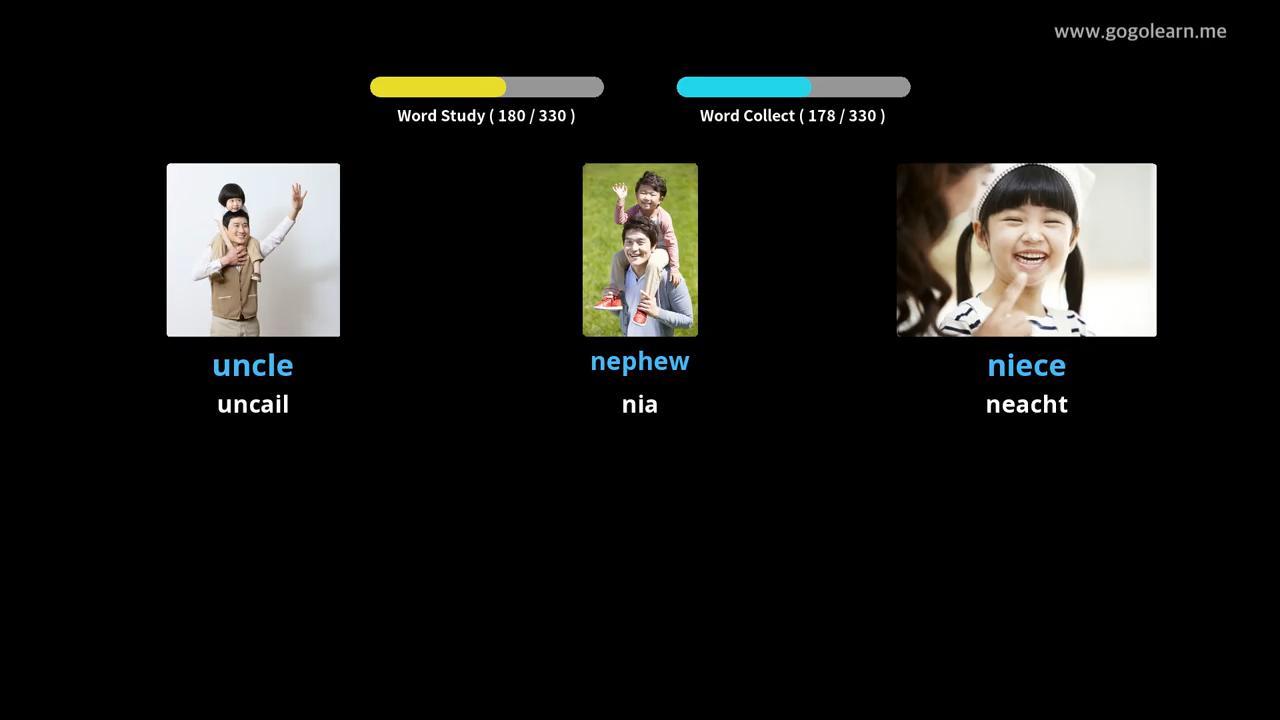 www.gogolearn.me
Word Study ( 180 / 330 )
Word Collect ( 178 / 330 )
uncle
uncail
nephew
nia
niece
neacht